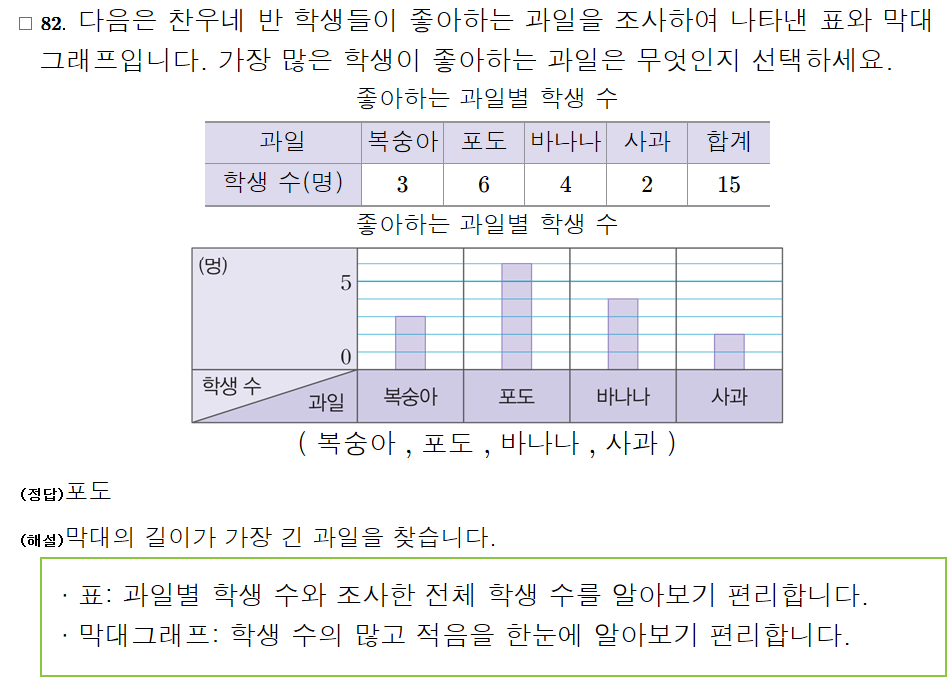 □ 82. 다음은 찬우네 반 학생들이 좋아하는 과일을 조사하여 나타낸 표와 막대
그래프입니다. 가장 많은 학생이 좋아하는 과일은 무엇인지 선택하세요.
좋아하는 과일별 학생 수
과일 복숭아 포도 바나나 사과 합계
학생 수(명) 3 6 4 2 15
좋아하는 과일별 학생 수
(명)
5
0
학생 수
과일 복숭아 포도 바나나 사과
( 복숭아 , 포도 , 바나나 , 사과 )
(정답)포도
(해설)막대의 길이가 가장 긴 과일을 찾습니다.
· 표: 과일별 학생 수와 조사한 전체 학생 수를 알아보기 편리합니다.
· 막대그래프: 학생 수의 많고 적음을 한눈에 알아보기 편리합니다.